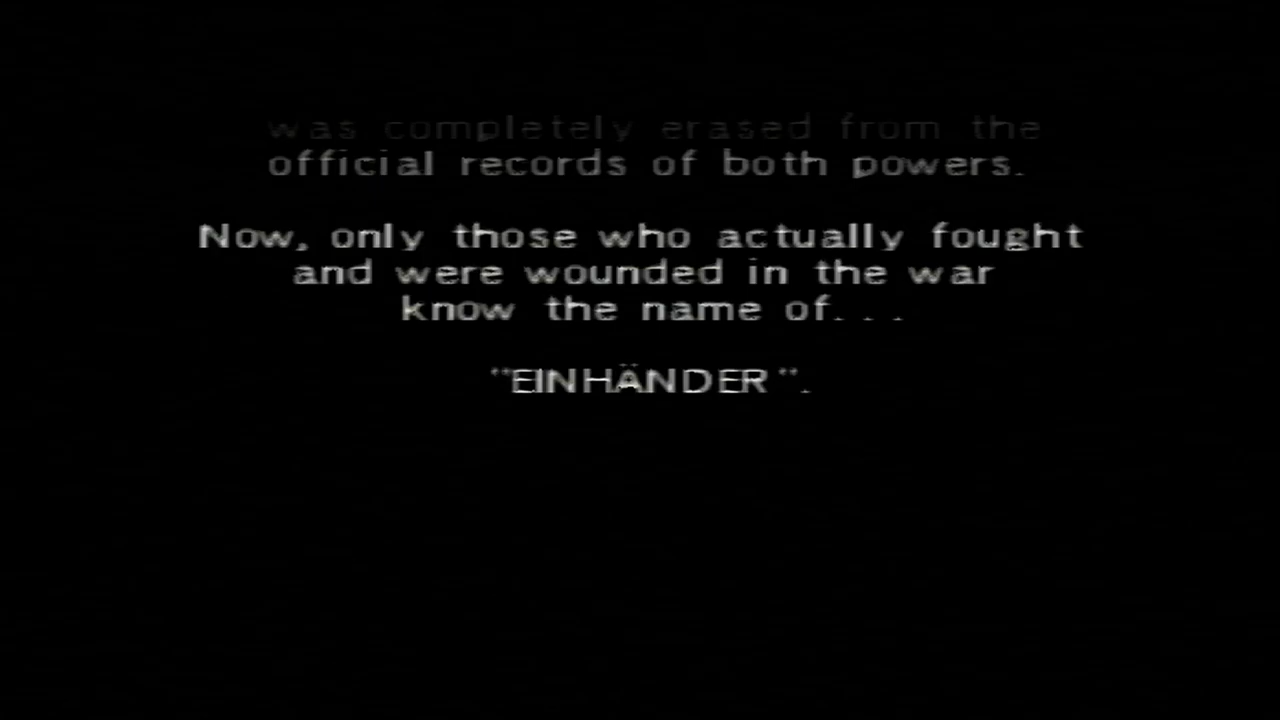 was completely erased from the
official records of both powers.
Now, only those who actually fought
and were wounded in the war
know the name of...
"EINHÄNDER".